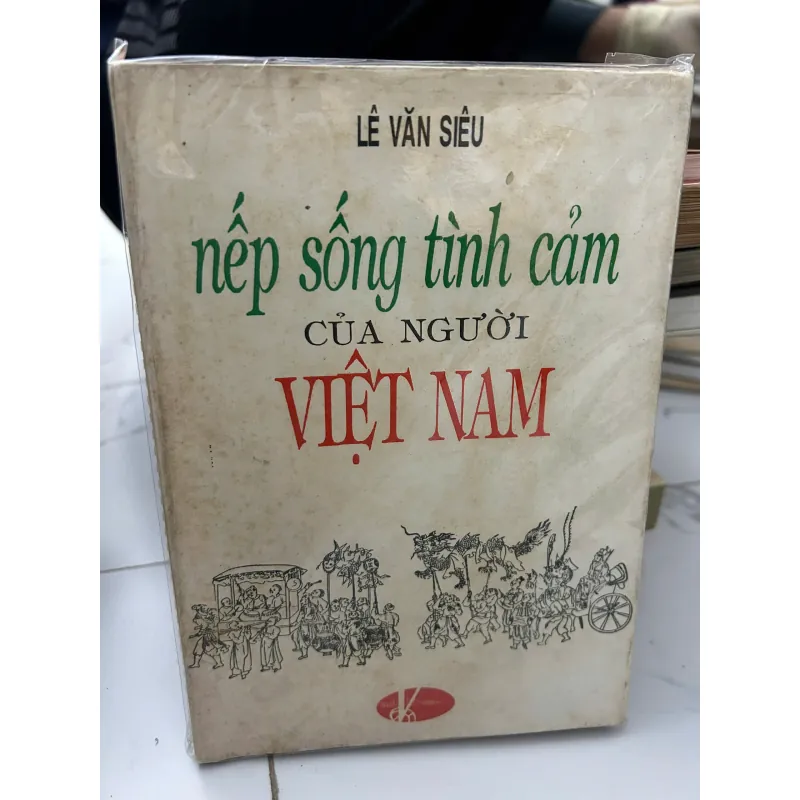 LÊ VĂN SIÊU
nếp sống tình cảm
CỦA NGƯỜI
VIỆT NAM